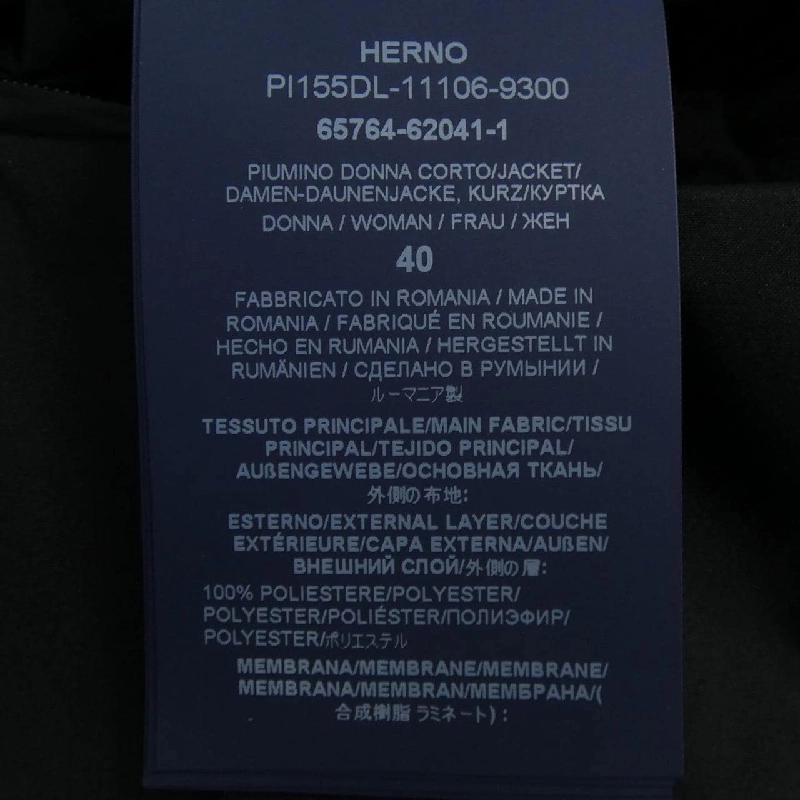 HERNO
PI155DL-11106-9300
65764-62041-1
PIUMINO DONNA CORTO/JACKET/
DAMEN-DAUNENJACKE, KURZ/КУРТКА
DONNA / WOMAN / FRAU / ЖЕН
40
FABBRICATO IN ROMANIA / MADE IN
ROMANIA / FABRIQUÉ EN ROUMANIE /
HECHO EN RUMANIA / HERGESTELLT IN
RUMÄNIEN / СДЕЛАНО В РУМЫНИИ /
ルーマニア製
TESSUTO PRINCIPALE/MAIN FABRIC/TISSU
PRINCIPAL/TEJIDO PRINCIPAL/
AUßENGEWEBE/ОСНОВНАЯ ТКАНЬ/
外側の布地:
ESTERNO/EXTERNAL LAYER/COUCHE
EXTÉRIEURE/CAPA EXTERNA/AUßEN/
ВНЕШНИЙ СЛОЙ/外側の層:
100% POLIESTERE/POLYESTER/
POLYESTER/POLIÉSTER/ПОЛИЭФИР/
POLYESTER/ポリエステル
MEMBRANA/MEMBRANE/MEMBRANE/
MEMBRANA/MEMBRAN/МЕМБРАНА/(
合成樹脂 ラミネート) :